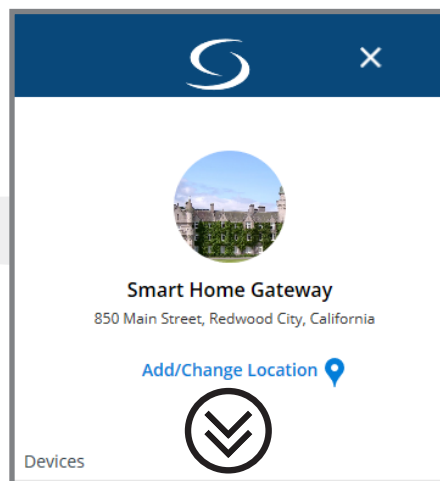 Smart Home Gateway
850 Main Street, Redwood City, California
Add/Change Location
Devices